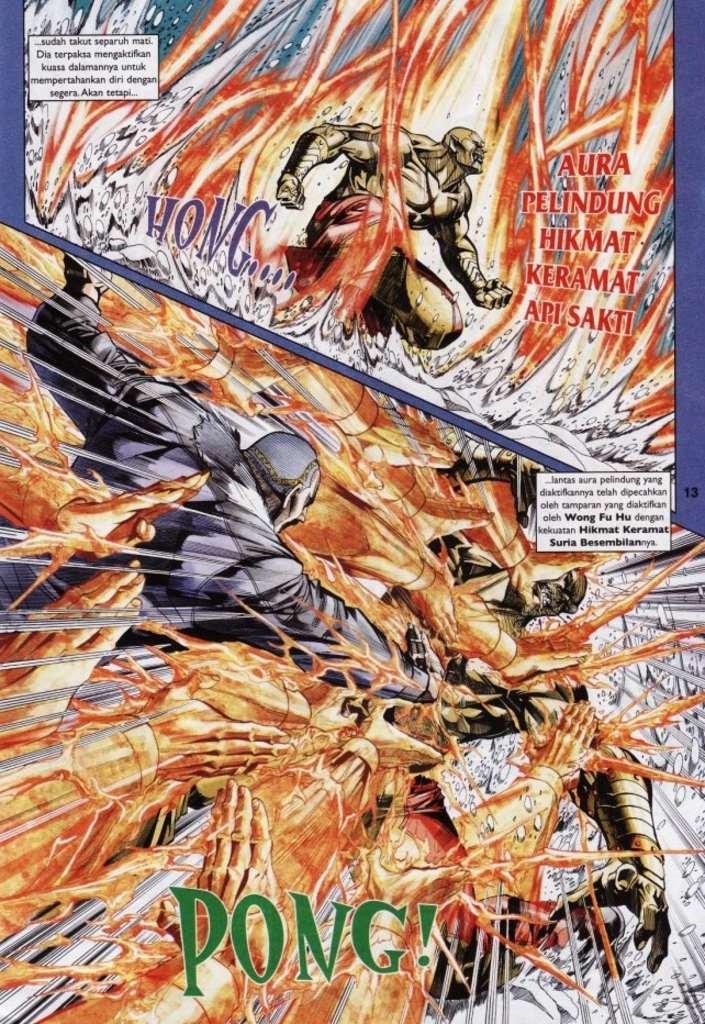 ...sudah takut separuh mati.
Dia terpaksa mengaktifkan
kuasa dalamannya untuk
mempertahankan diri dengan
segera. Akan tetapi...
HONG....
AURA
PELINDUNG
HIKMAT
KERAMAT
API SAKTI
...lantas aura pelindung yang
diaktifkannya telah dipecahkan
oleh tamparan yang diaktifkan
oleh Wong Fu Hu dengan
kekuatan Hikmat Keramat
Suria Besembilannya.
13
PONG!